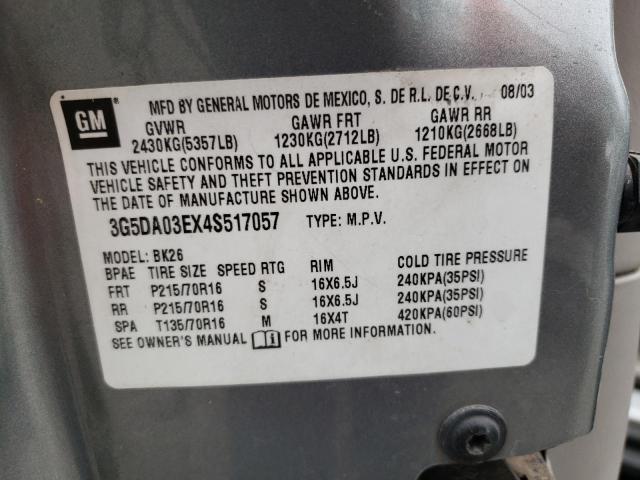 GM
MFD BY GENERAL MOTORS DE MEXICO, S. DE R.L. DE C.V. 08/03
GVWR GAWR FRT GAWR RR
2430KG(5357LB) 1230KG(2712LB) 1210KG(2668LB)
THIS VEHICLE CONFORMS TO ALL APPLICABLE U.S. FEDERAL MOTOR
VEHICLE SAFETY AND THEFT PREVENTION STANDARDS IN EFFECT ON
THE DATE OF MANUFACTURE SHOWN ABOVE.
3G5DA03EX4S517057 TYPE: M.P.V.
MODEL: BK26
BPAE TIRE SIZE SPEED RTG RIM COLD TIRE PRESSURE
FRT P215/70R16 S 16X6.5J 240KPA(35PSI)
RR P215/70R16 S 16X6.5J 240KPA(35PSI)
SPA T135/70R16 M 16X4T 420KPA(60PSI)
SEE OWNER'S MANUAL FOR MORE INFORMATION.